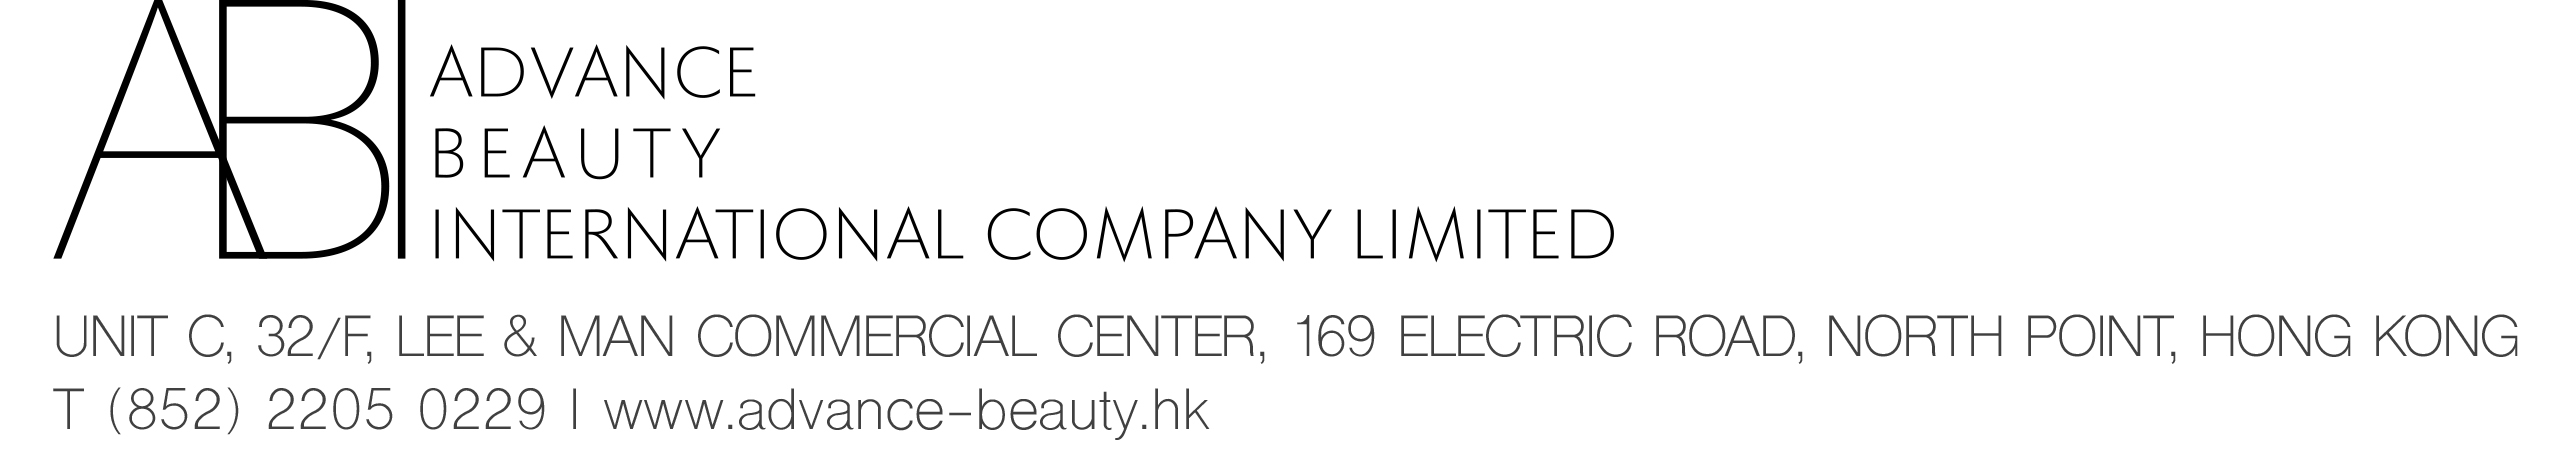 ABI
ADVANCE
BEAUTY
INTERNATIONAL COMPANY LIMITED
UNIT C, 32/F, LEE & MAN COMMERCIAL CENTER, 169 ELECTRIC ROAD, NORTH POINT, HONG KONG
T (852) 2205 0229 | www.advance-beauty.hk